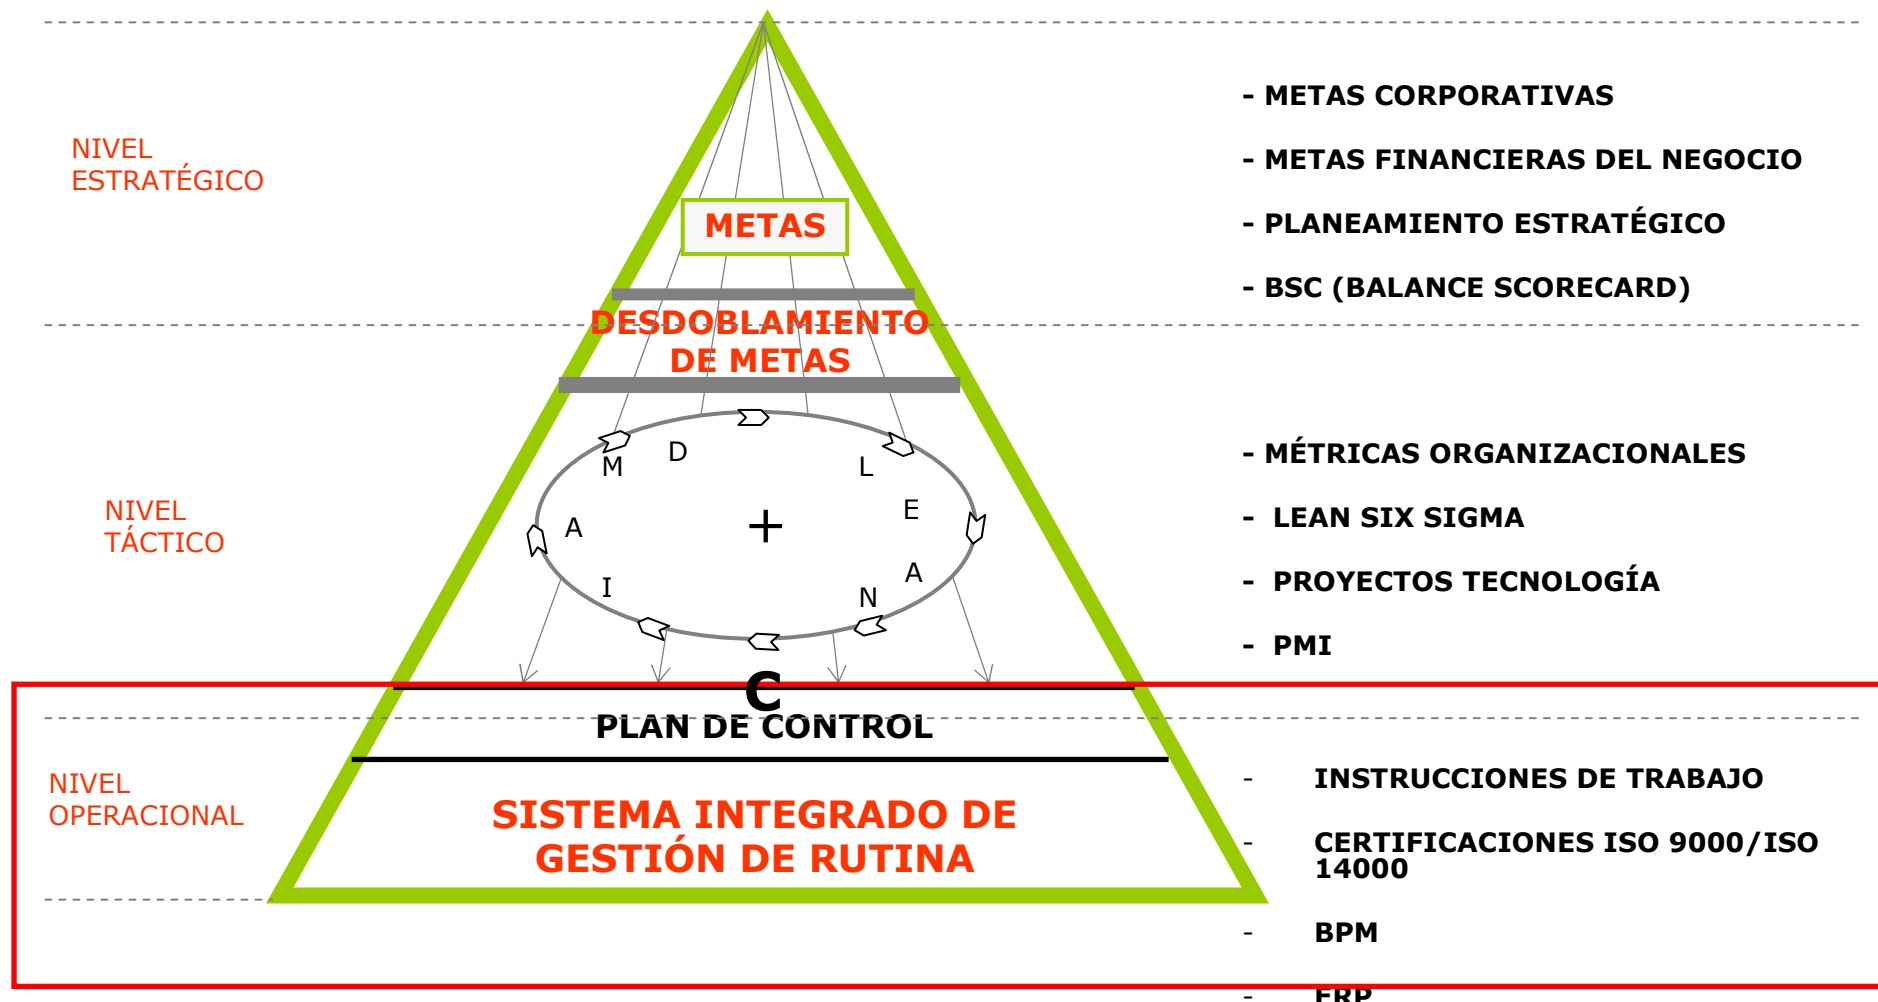 - METAS CORPORATIVAS
NIVEL
ESTRATÉGICO
- METAS FINANCIERAS DEL NEGOCIO
METAS
- PLANEAMIENTO ESTRATÉGICO
- BSC (BALANCE SCORECARD)
DESDOBLAMIENTO
DE METAS
D
M
L
A
E
+
I
A
N
NIVEL
TÁCTICO
- MÉTRICAS ORGANIZACIONALES
- LEAN SIX SIGMA
- PROYECTOS TECNOLOGÍA
- PMI
C
PLAN DE CONTROL
NIVEL
OPERACIONAL
SISTEMA INTEGRADO DE
GESTIÓN DE RUTINA
- INSTRUCCIONES DE TRABAJO
- CERTIFICACIONES ISO 9000/ISO
14000
- BPM
- ERP